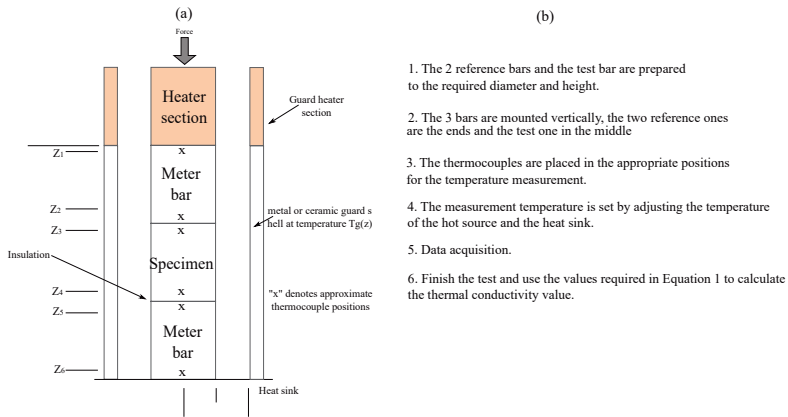 (a)
Force
Heater
section
Guard heater
section
Z1
x
Meter
bar
Z2
x
Z3
x
metal or ceramic guard s
hell at temperature Tg(z)
Insulation
Specimen
Z4
x
"x" denotes approximate
thermocouple positions
x
Z5
Meter
bar
Z6
x
Heat sink
(b)
1. The 2 reference bars and the test bar are prepared
to the required diameter and height.
2. The 3 bars are mounted vertically, the two reference ones
are the ends and the test one in the middle
3. The thermocouples are placed in the appropriate positions
for the temperature measurement.
4. The measurement temperature is set by adjusting the temperature
of the hot source and the heat sink.
5. Data acquisition.
6. Finish the test and use the values required in Equation 1 to calculate
the thermal conductivity value.